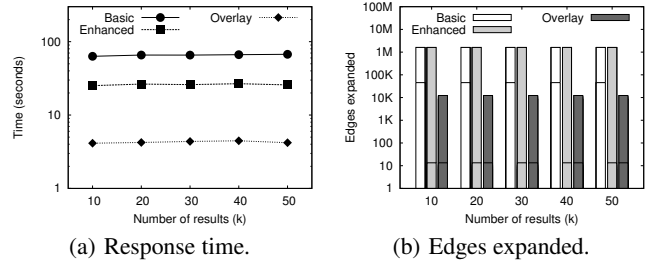 Basic
Overlay
Enhanced
Time (seconds)
100
10
1
10
20
30
40
50
Number of results (k)
(a) Response time.
Basic
Overlay
Enhanced
Edges expanded
100M
10M
1M
100K
10K
1K
100
10
1
10
20
30
40
50
Number of results (k)
(b) Edges expanded.